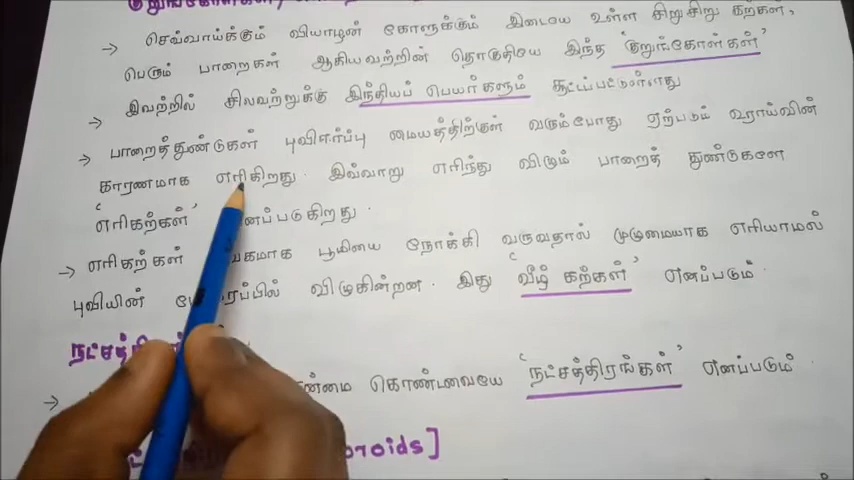 செவ்வாய்க்கும் வியாழன் கோளுக்கும் இடையே உள்ள சிறுசிறு கற்கள்,
பெரும் பாறைகள் ஆகியவற்றின் தொகுதியே இந்த 'குறுங்கோள்கள்'
இவற்றில் சிலவற்றுக்கு இந்தியப் பெயர்களும் சூட்டப்பட்டுள்ளது
பாறைத்துண்டுகள் புவிஈர்ப்பு மையத்திற்குள் வரும்போது ஏற்படும் உராய்வின்
காரணமாக எரிகிறது. இவ்வாறு எரிந்து விழும் பாறைத் துண்டுகளே
'எரிகற்கள்' எனப்படுகிறது.
எரிகற்கள் வேகமாக பூமியை நோக்கி வருவதால் முழுமையாக எரியாமல்
புவியின் விழுகின்றன. இது 'வீழ் கற்கள்' எனப்படும்.
கொண்டவையே 'நட்சத்திரங்கள்' எனப்படும்